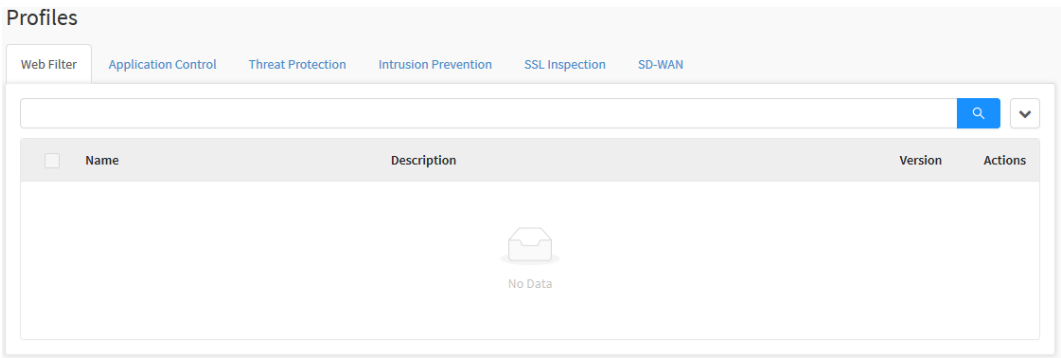 Profiles
Web Filter Application Control Threat Protection Intrusion Prevention SSL Inspection SD-WAN
Name Description Version Actions
No Data